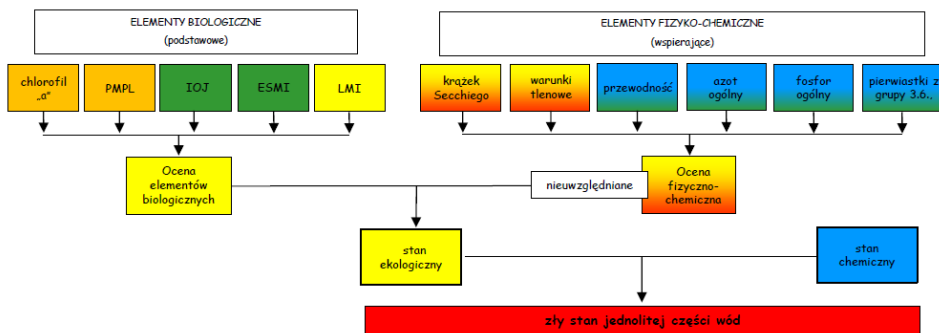 ELEMENTY BIOLOGICZNE
(podstawowe)
ELEMENTY FIZYKO-CHEMICZNE
(wspierające)
chlorofil
„a”
PMPL
IOJ
ESMI
LMI
krążek
Secchiego
warunki
tlenowe
przewodność
azot
ogólny
fosfor
ogólny
pierwiastki z
grupy 3.6..
Ocena
elementów
biologicznych
nieuwzględniane
Ocena
fizyczno-
chemiczna
stan
ekologiczny
stan
chemiczny
zły stan jednolitej części wód